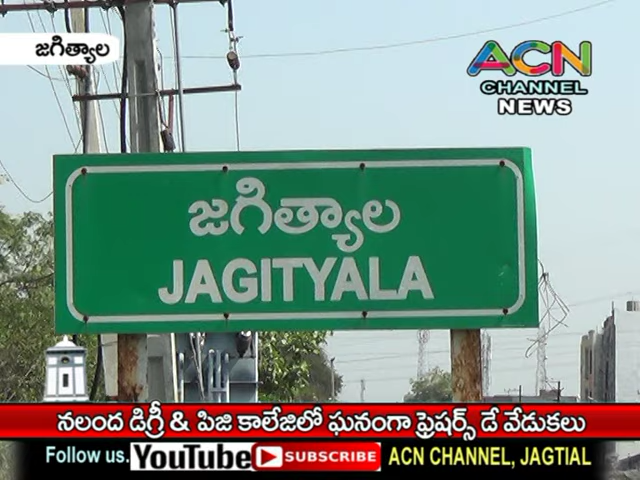 జగిత్యాల
ACN
CHANNEL
NEWS
జగిత్యాల
JAGITYALA
నలంద డిగ్రీ & పిజి కాలేజిలో ఘనంగా ఫ్రెషర్స్ డే వేడుకలు
Follow us. YouTube SUBSCRIBE ACN CHANNEL, JAGTIAL